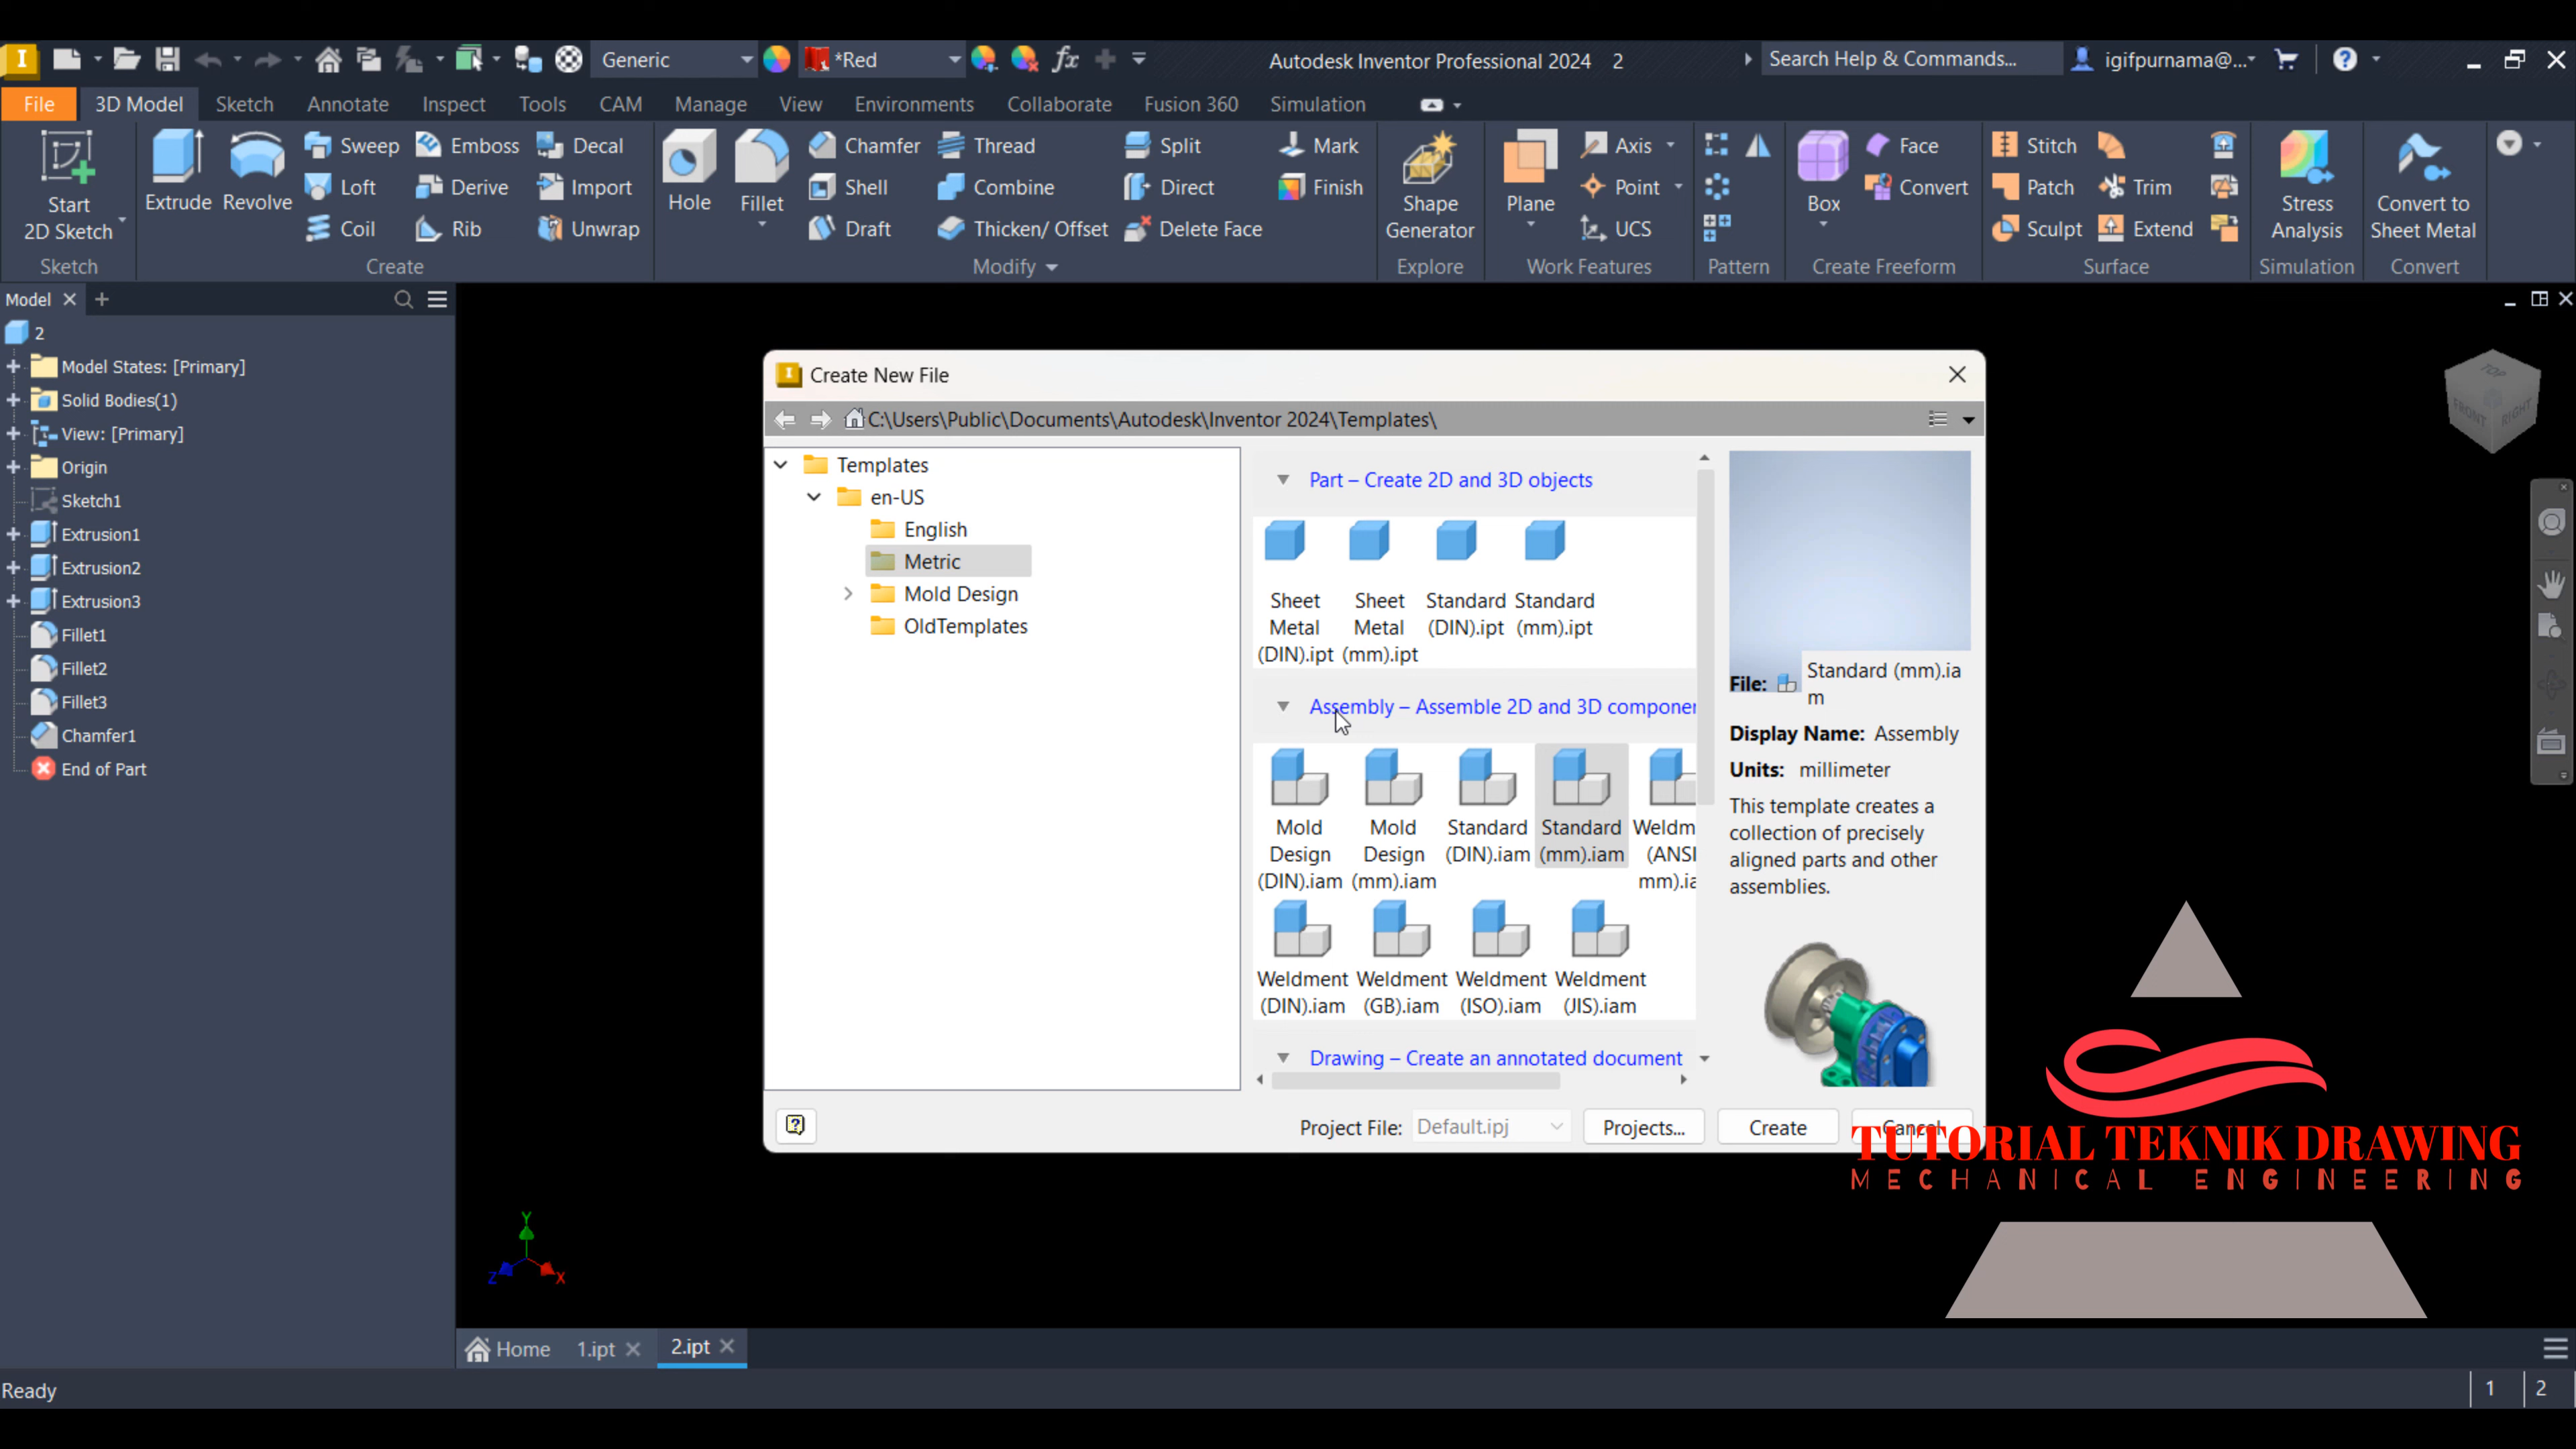 Generic
*Red
Autodesk Inventor Professional 2024 2
Search Help & Commands...
igifpurnama@...
File 3D Model Sketch Annotate Inspect Tools CAM Manage View Environments Collaborate Fusion 360 Simulation
Start
2D Sketch
Sketch
Extrude
Revolve
Sweep
Loft
Coil
Emboss
Derive
Rib
Decal
Import
Unwrap
Create
Hole
Fillet
Chamfer
Shell
Draft
Thread
Combine
Thicken/ Offset
Split
Direct
Delete Face
Mark
Finish
Modify
Shape
Generator
Explore
Plane
Axis
Point
UCS
Work Features
Pattern
Box
Face
Convert
Create Freeform
Stitch
Patch
Sculpt
Trim
Extend
Surface
Stress
Analysis
Simulation
Convert to
Sheet Metal
Convert
Model
2
Model States: [Primary]
Solid Bodies(1)
View: [Primary]
Origin
Sketch1
Extrusion1
Extrusion2
Extrusion3
Fillet1
Fillet2
Fillet3
Chamfer1
End of Part
TOP
FRONT
RIGHT
Create New File
C:\Users\Public\Documents\Autodesk\Inventor 2024\Templates\
Templates
en-US
English
Metric
Mold Design
OldTemplates
Part – Create 2D and 3D objects
Sheet
Metal
(DIN).ipt
Sheet
Metal
(mm).ipt
Standard
(DIN).ipt
Standard
(mm).ipt
Assembly – Assemble 2D and 3D componen
Mold
Design
(DIN).iam
Mold
Design
(mm).iam
Standard
(DIN).iam
Standard
(mm).iam
Weldm
(ANSI
mm).ia
Weldment
(DIN).iam
Weldment
(GB).iam
Weldment
(ISO).iam
Weldment
(JIS).iam
Drawing – Create an annotated document
File: Standard (mm).ia
m
Display Name: Assembly
Units: millimeter
This template creates a
collection of precisely
aligned parts and other
assemblies.
Project File: Default.ipj
Projects...
Create
Cancel
TUTORIAL TEKNIK DRAWING
MECHANICAL ENGINEERING
Y
Z
X
Home
1.ipt
2.ipt
Ready
1
2